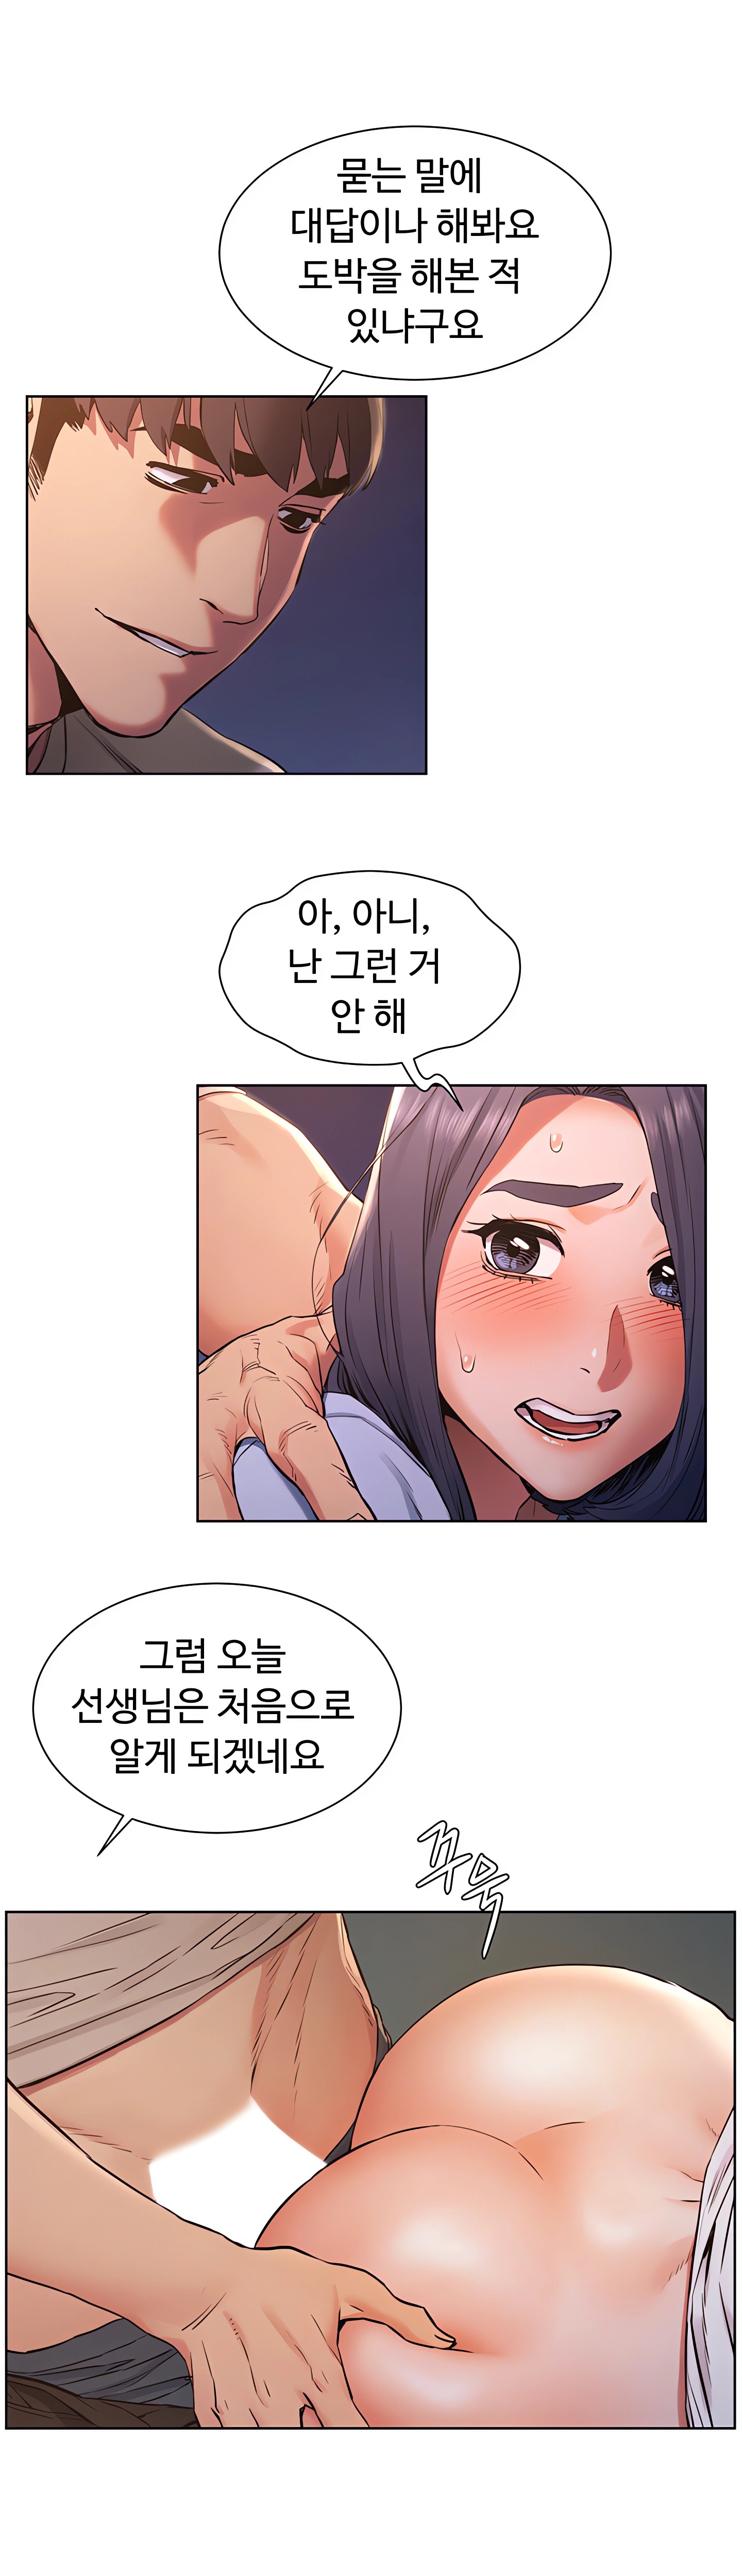 묻는 말에
대답이나 해봐요
도박을 해본 적
있냐구요
아, 아니,
난 그런 거
안 해
그럼 오늘
선생님은 처음으로
알게 되겠네요
꾸욱